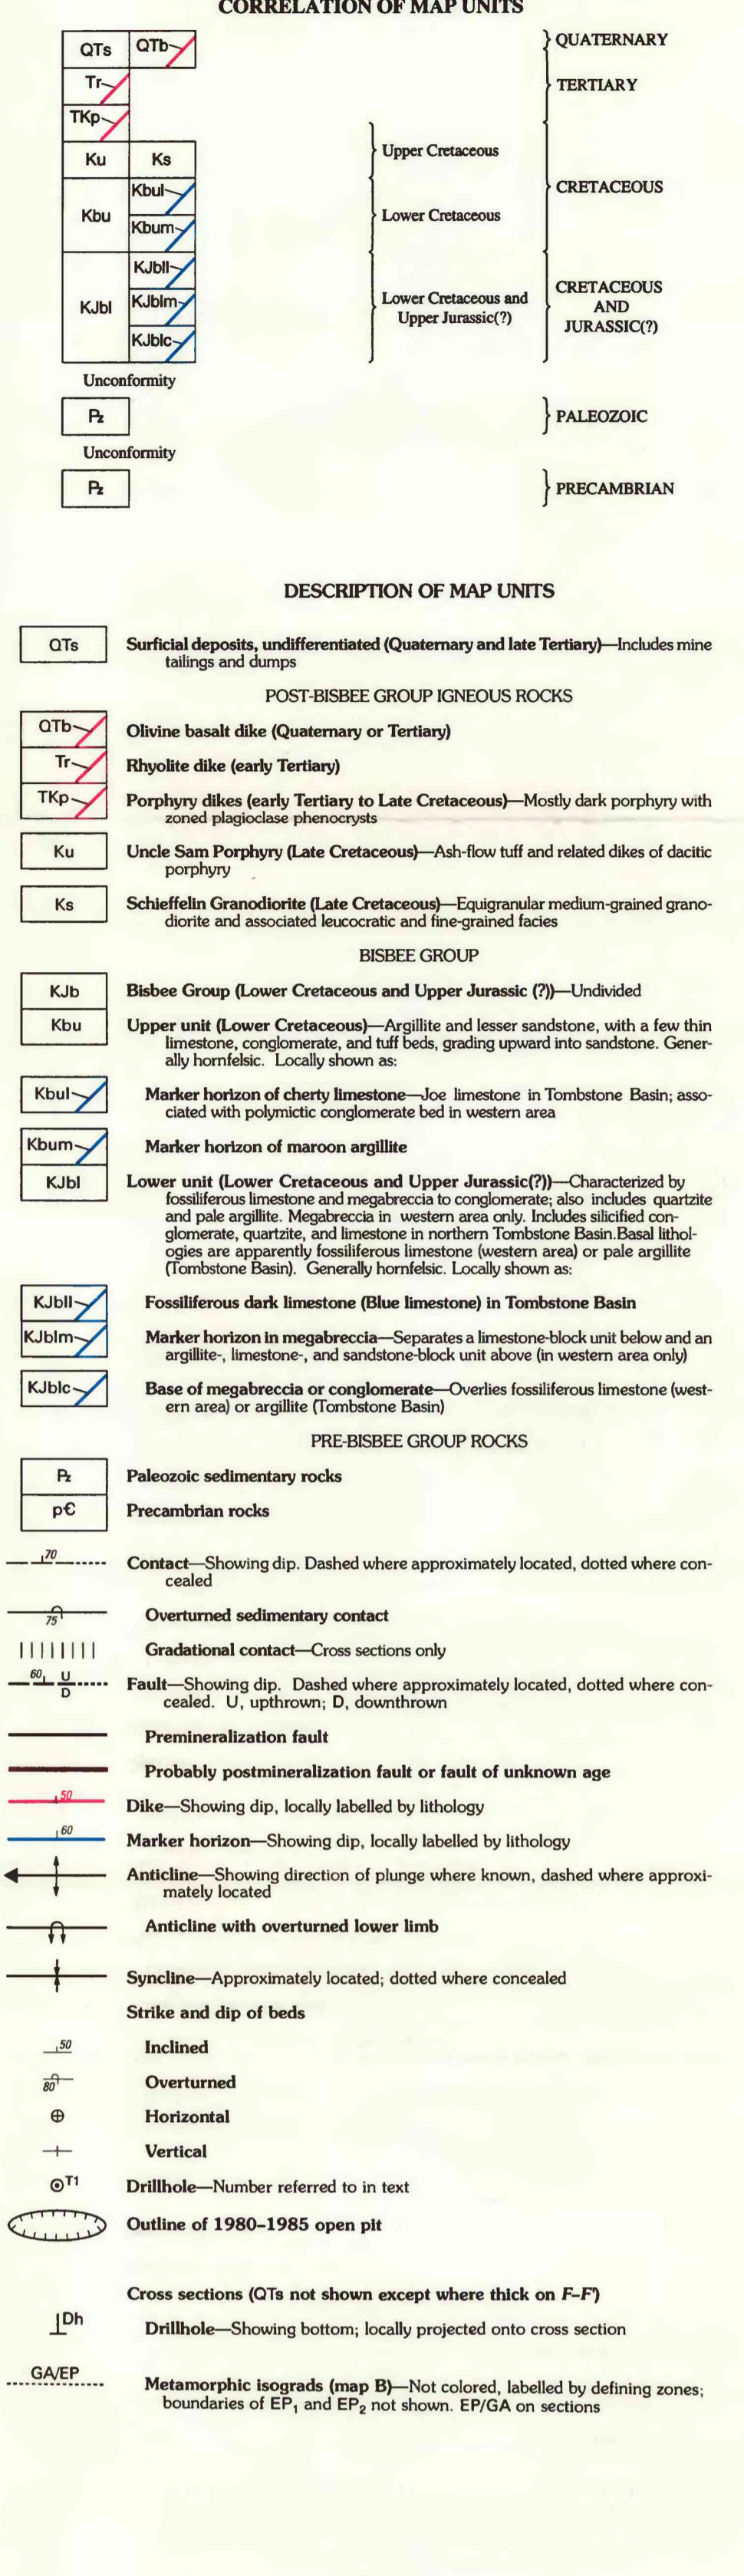 CORRELATION OF MAP UNITS
QTs QTb
QUATERNARY
Tr
TERTIARY
TKp
Ku Ks
Upper Cretaceous
CRETACEOUS
Kbu Kbul
Kbum
Lower Cretaceous
KJbl KJbll
KJblm
KJblc
Lower Cretaceous and
Upper Jurassic(?)
CRETACEOUS
AND
JURASSIC(?)
Unconformity
Pz
PALEOZOIC
Unconformity
Pz
PRECAMBRIAN
DESCRIPTION OF MAP UNITS
QTs Surficial deposits, undifferentiated (Quaternary and late Tertiary)—Includes mine
tailings and dumps
POST-BISBEE GROUP IGNEOUS ROCKS
QTb Olivine basalt dike (Quaternary or Tertiary)
Tr Rhyolite dike (early Tertiary)
TKp Porphyry dikes (early Tertiary to Late Cretaceous)—Mostly dark porphyry with
zoned plagioclase phenocrysts
Ku Uncle Sam Porphyry (Late Cretaceous)—Ash-flow tuff and related dikes of dacitic
porphyry
Ks Schieffelin Granodiorite (Late Cretaceous)—Equigranular medium-grained grano-
diorite and associated leucocratic and fine-grained facies
BISBEE GROUP
KJb Bisbee Group (Lower Cretaceous and Upper Jurassic (?))—Undivided
Kbu Upper unit (Lower Cretaceous)—Argillite and lesser sandstone, with a few thin
limestone, conglomerate, and tuff beds, grading upward into sandstone. Gener-
ally hornfelsic. Locally shown as:
Kbul Marker horizon of cherty limestone—Joe limestone in Tombstone Basin; asso-
ciated with polymictic conglomerate bed in western area
Kbum Marker horizon of maroon argillite
KJbl Lower unit (Lower Cretaceous and Upper Jurassic(?))—Characterized by
fossiliferous limestone and megabreccia to conglomerate; also includes quartzite
and pale argillite. Megabreccia in western area only. Includes silicified con-
glomerate, quartzite, and limestone in northern Tombstone Basin.Basal lithol-
ogies are apparently fossiliferous limestone (western area) or pale argillite
(Tombstone Basin). Generally hornfelsic. Locally shown as:
KJbll Fossiliferous dark limestone (Blue limestone) in Tombstone Basin
KJblm Marker horizon in megabreccia—Separates a limestone-block unit below and an
argillite-, limestone-, and sandstone-block unit above (in western area only)
KJblc Base of megabreccia or conglomerate—Overlies fossiliferous limestone (west-
ern area) or argillite (Tombstone Basin)
PRE-BISBEE GROUP ROCKS
Pz Paleozoic sedimentary rocks
p€ Precambrian rocks
70 Contact—Showing dip. Dashed where approximately located, dotted where con-
cealed
75 Overturned sedimentary contact
Gradational contact—Cross sections only
60 U D Fault—Showing dip. Dashed where approximately located, dotted where con-
cealed. U, upthrown; D, downthrown
Premineralization fault
Probably postmineralization fault or fault of unknown age
50 Dike—Showing dip, locally labelled by lithology
60 Marker horizon—Showing dip, locally labelled by lithology
Anticline—Showing direction of plunge where known, dashed where approxi-
mately located
Anticline with overturned lower limb
Syncline—Approximately located; dotted where concealed
Strike and dip of beds
50 Inclined
80 Overturned
Horizontal
Vertical
T1 Drillhole—Number referred to in text
Outline of 1980–1985 open pit
Cross sections (QTs not shown except where thick on F–F')
Dh Drillhole—Showing bottom; locally projected onto cross section
GA/EP Metamorphic isograds (map B)—Not colored, labelled by defining zones;
boundaries of EP₁ and EP₂ not shown. EP/GA on sections